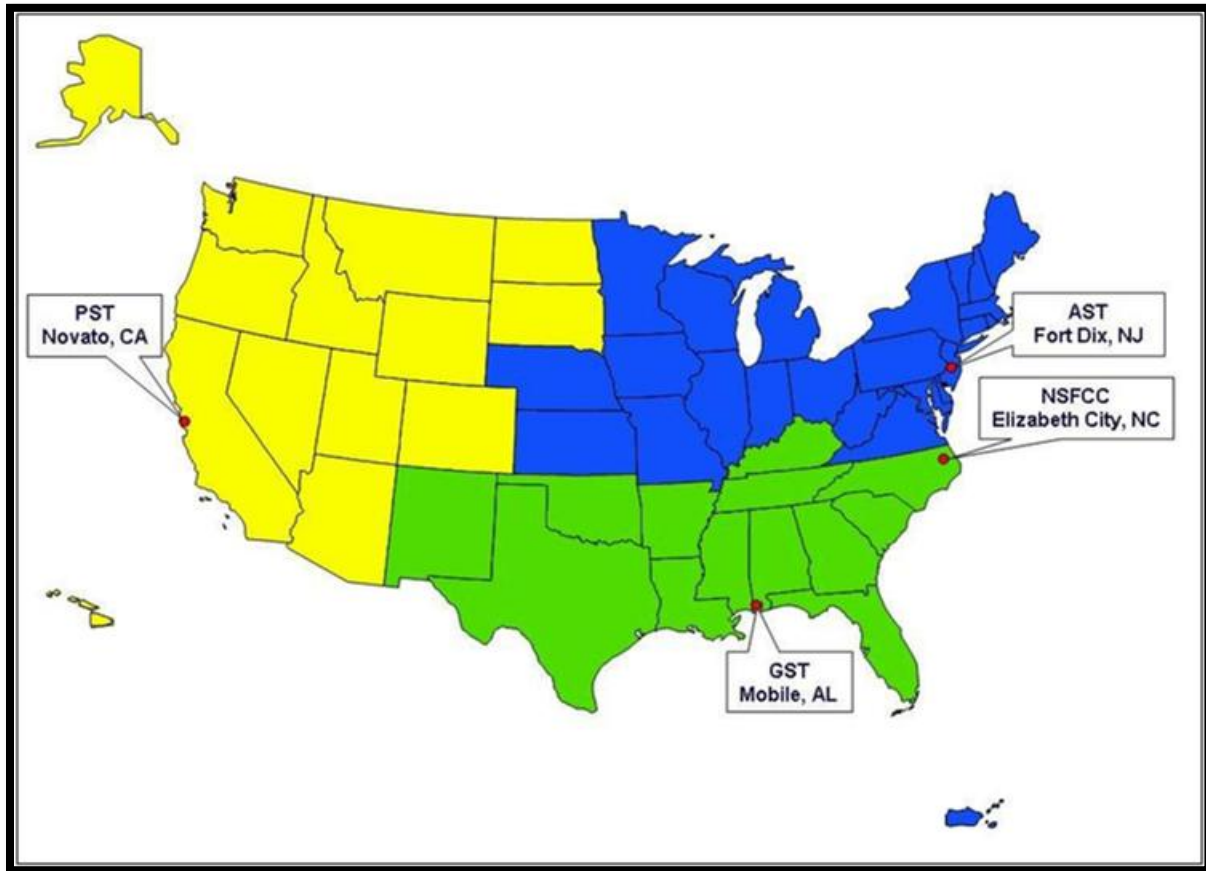 PST
Novato, CA
AST
Fort Dix, NJ
NSFCC
Elizabeth City, NC
GST
Mobile, AL